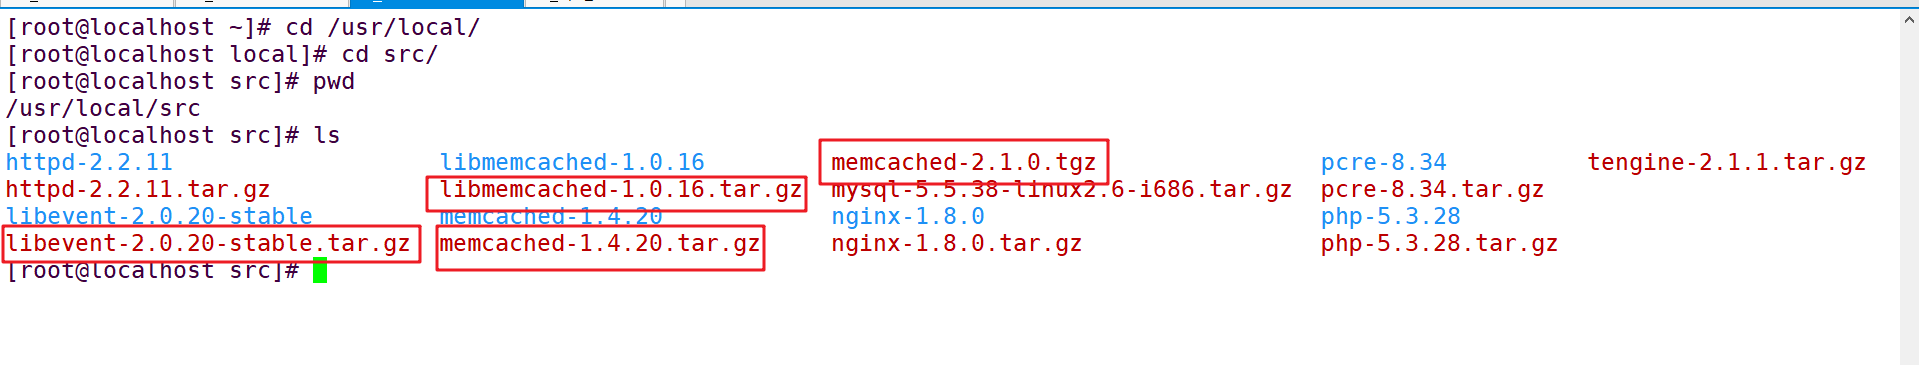 [root@localhost ~]# cd /usr/local/
[root@localhost local]# cd src/
[root@localhost src]# pwd
/usr/local/src
[root@localhost src]# ls
httpd-2.2.11 libmemcached-1.0.16 memcached-2.1.0.tgz pcre-8.34 tengine-2.1.1.tar.gz
httpd-2.2.11.tar.gz libmemcached-1.0.16.tar.gz mysql-5.5.38-linux2.6-i686.tar.gz pcre-8.34.tar.gz
libevent-2.0.20-stable memcached-1.4.20 nginx-1.8.0 php-5.3.28
libevent-2.0.20-stable.tar.gz memcached-1.4.20.tar.gz nginx-1.8.0.tar.gz php-5.3.28.tar.gz
[root@localhost src]#